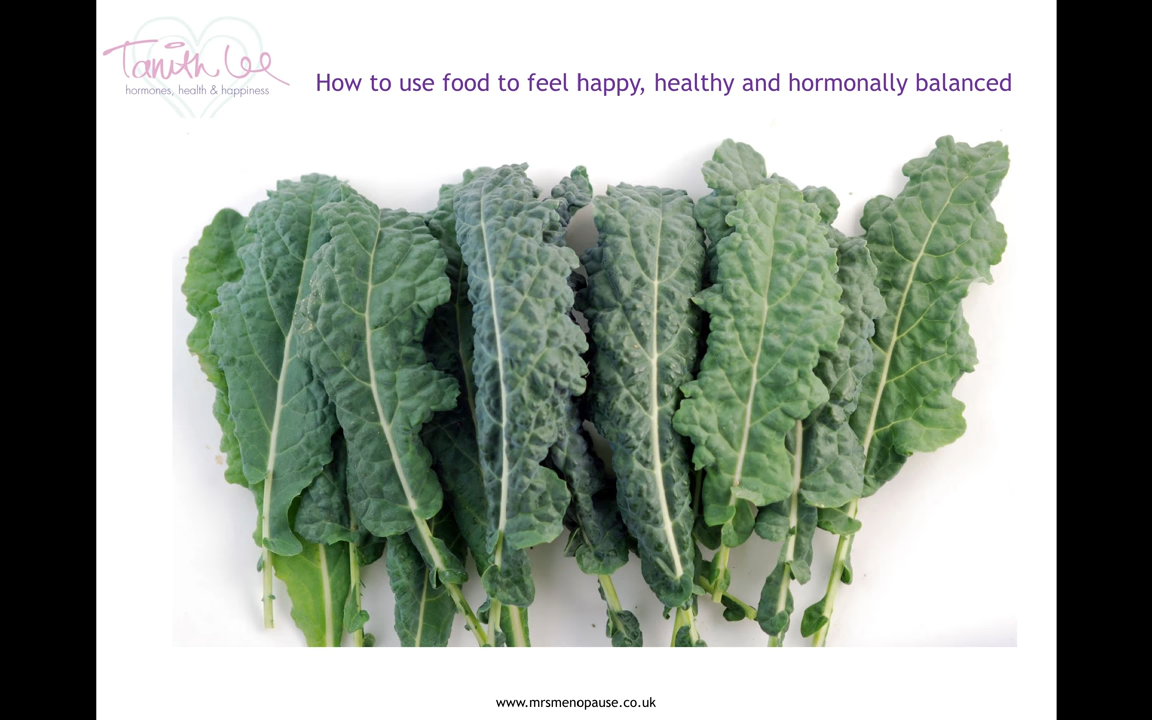 Tanith Lee
hormones, health & happiness
How to use food to feel happy, healthy and hormonally balanced
www.mrsmenopause.co.uk